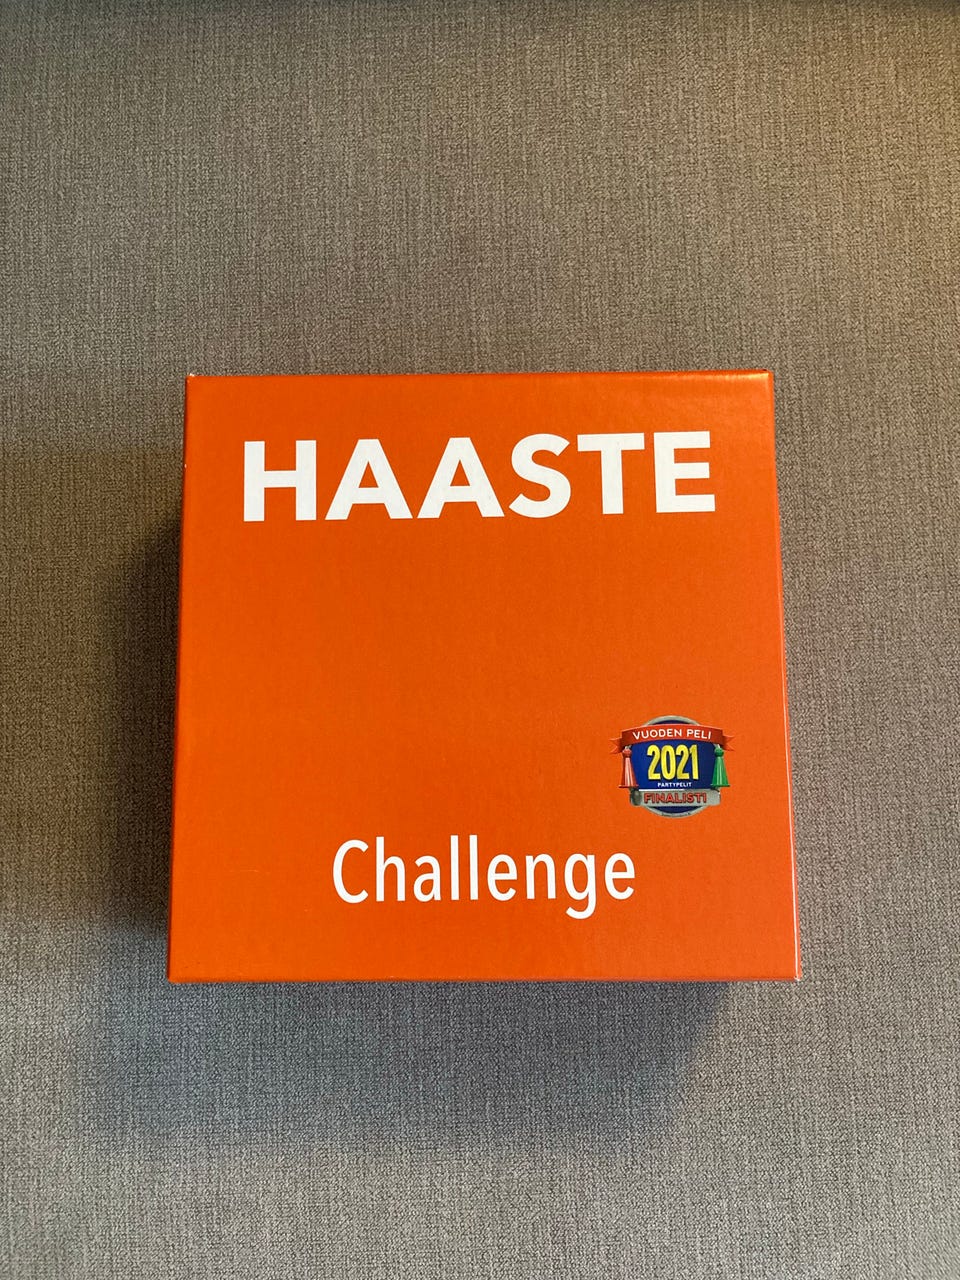 HAASTE
VUODEN PELI
2021
PARTYPELIT
FINALISTI
Challenge